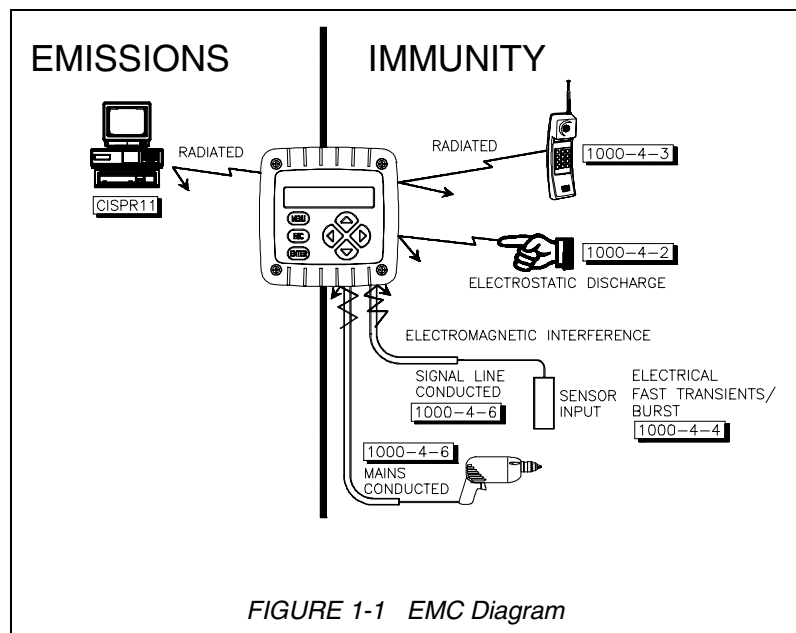 EMISSIONS
IMMUNITY
RADIATED
CISPR11
RADIATED
1000-4-3
MENU
ESC
ENTER
1000-4-2
ELECTROSTATIC DISCHARGE
ELECTROMAGNETIC INTERFERENCE
SIGNAL LINE
CONDUCTED
1000-4-6
SENSOR
INPUT
ELECTRICAL
FAST TRANSIENTS/
BURST
1000-4-4
1000-4-6
MAINS
CONDUCTED
FIGURE 1-1 EMC Diagram